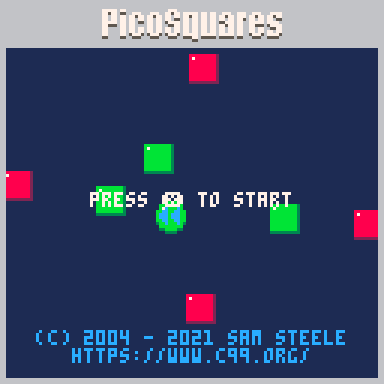 PicoSquares
PRESS ❎ TO START
(C) 2004 - 2021 SAM STEELE
HTTPS://WWW.C99.ORG/